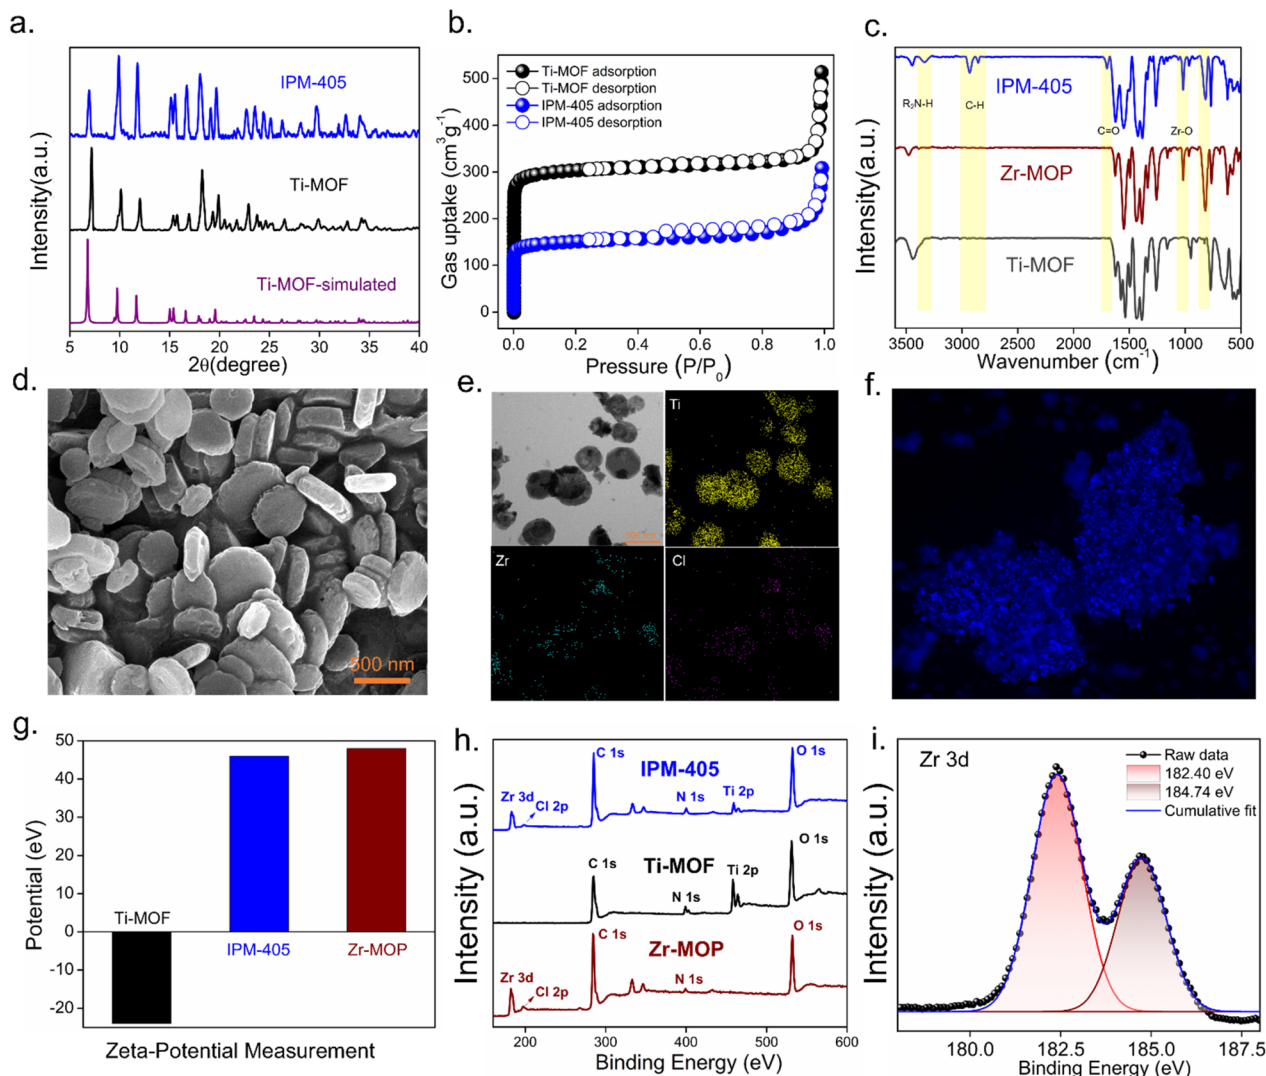 a.
IPM-405
Ti-MOF
Ti-MOF-simulated
Intensity(a.u.)
5 10 15 20 25 30 35 40
2θ(degree)
b.
Ti-MOF adsorption
Ti-MOF desorption
IPM-405 adsorption
IPM-405 desorption
Gas uptake (cm³g⁻¹)
500
400
300
200
100
0
0.0 0.2 0.4 0.6 0.8 1.0
Pressure (P/P₀)
c.
R₂N-H
C-H
IPM-405
C=O
Zr-O
Zr-MOP
Ti-MOF
Intensity(a.u.)
3500 3000 2500 2000 1500 1000 500
Wavenumber (cm⁻¹)
d.
500 nm
e.
Ti
Zr
Cl
f.
g.
50
40
30
20
10
0
-10
-20
Potential (eV)
Ti-MOF
IPM-405
Zr-MOP
Zeta-Potential Measurement
h.
C 1s
IPM-405
O 1s
Zr 3d
Cl 2p
N 1s
Ti 2p
C 1s
Ti-MOF
O 1s
N 1s
Ti 2p
C 1s
Zr-MOP
O 1s
Zr 3d
Cl 2p
N 1s
Intensity (a.u.)
200 300 400 500 600
Binding Energy (eV)
i.
Zr 3d
Raw data
182.40 eV
184.74 eV
Cumulative fit
Intensity (a.u.)
180.0 182.5 185.0 187.5
Binding Energy (eV)